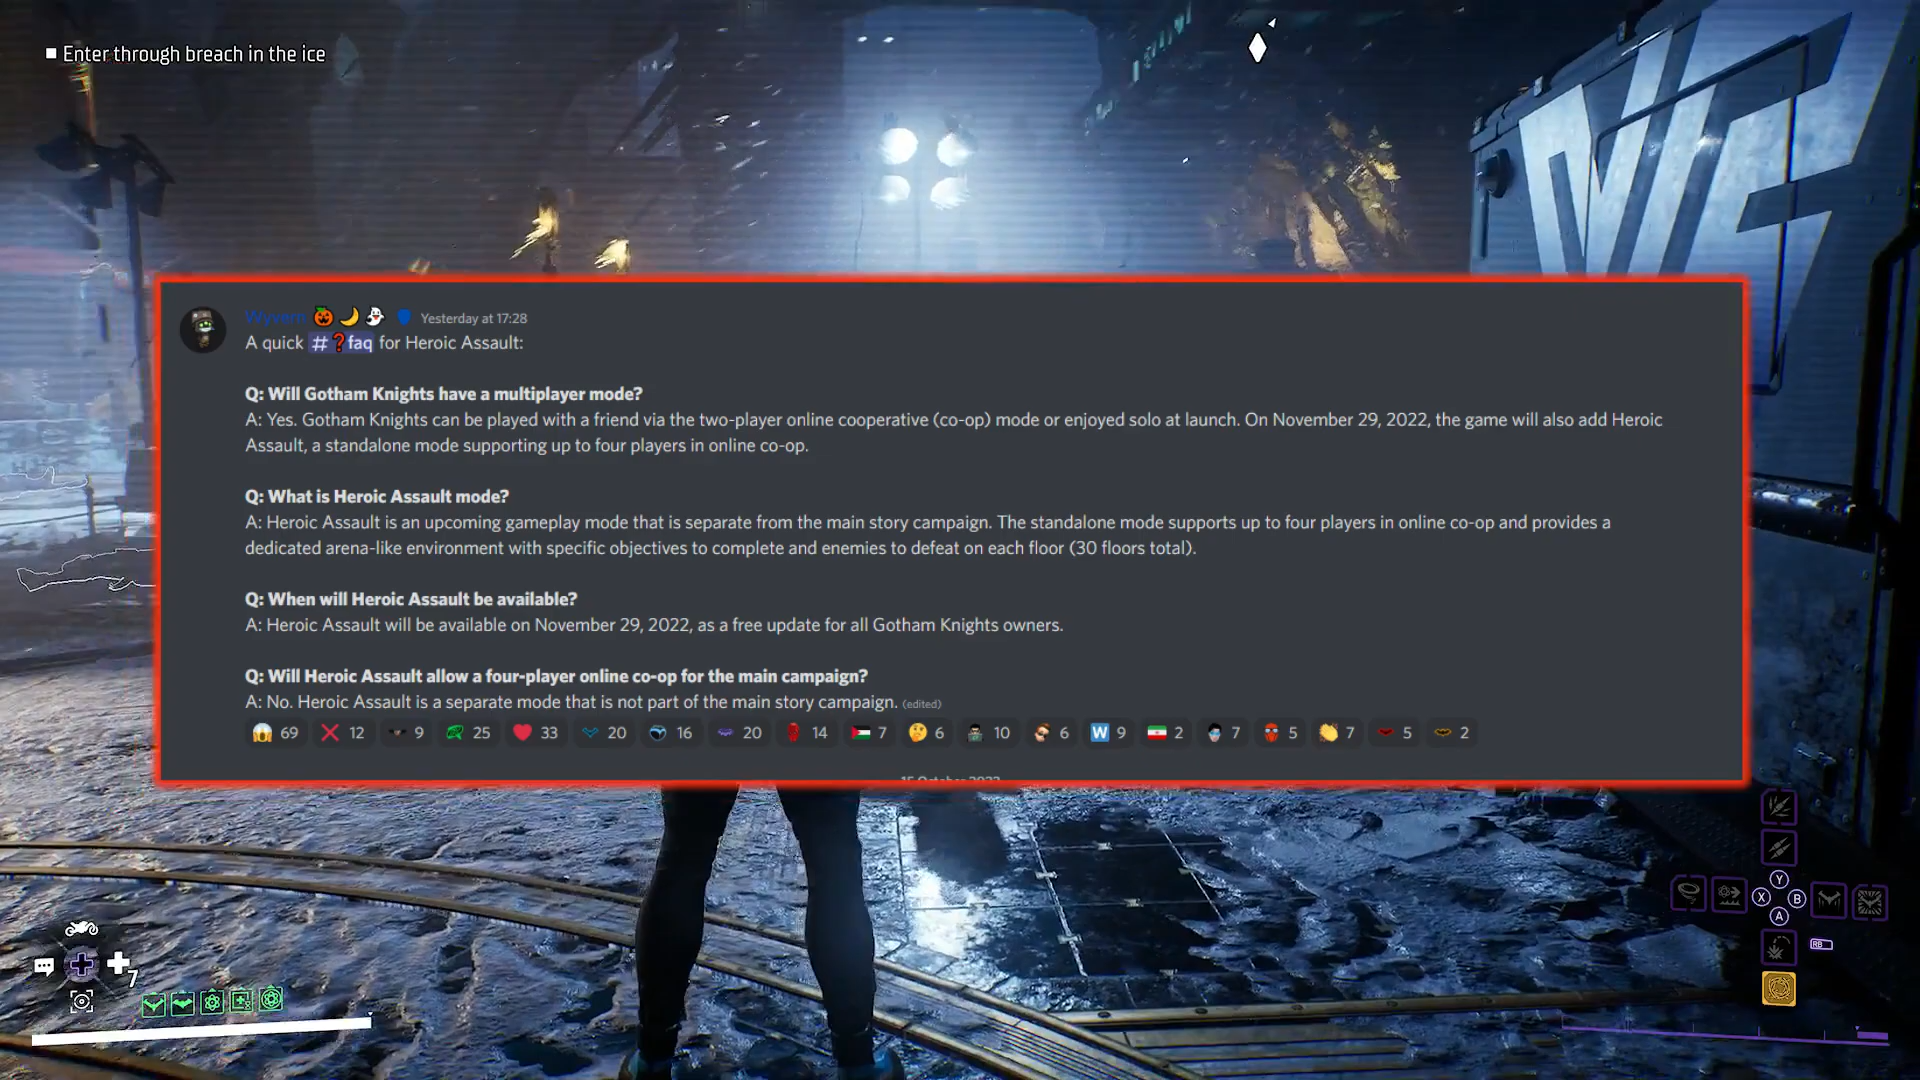 Enter through breach in the ice
WE
Wyvern Yesterday at 17:28
A quick #❓faq for Heroic Assault:
Q: Will Gotham Knights have a multiplayer mode?
A: Yes. Gotham Knights can be played with a friend via the two-player online cooperative (co-op) mode or enjoyed solo at launch. On November 29, 2022, the game will also add Heroic
Assault, a standalone mode supporting up to four players in online co-op.
Q: What is Heroic Assault mode?
A: Heroic Assault is an upcoming gameplay mode that is separate from the main story campaign. The standalone mode supports up to four players in online co-op and provides a
dedicated arena-like environment with specific objectives to complete and enemies to defeat on each floor (30 floors total).
Q: When will Heroic Assault be available?
A: Heroic Assault will be available on November 29, 2022, as a free update for all Gotham Knights owners.
Q: Will Heroic Assault allow a four-player online co-op for the main campaign?
A: No. Heroic Assault is a separate mode that is not part of the main story campaign. (edited)
69 12 9 25 33 20 16 20 14 7 6 10 6 W 9 2 7 5 7 5 2
15 October 2022
Y
X B
A
RB
7